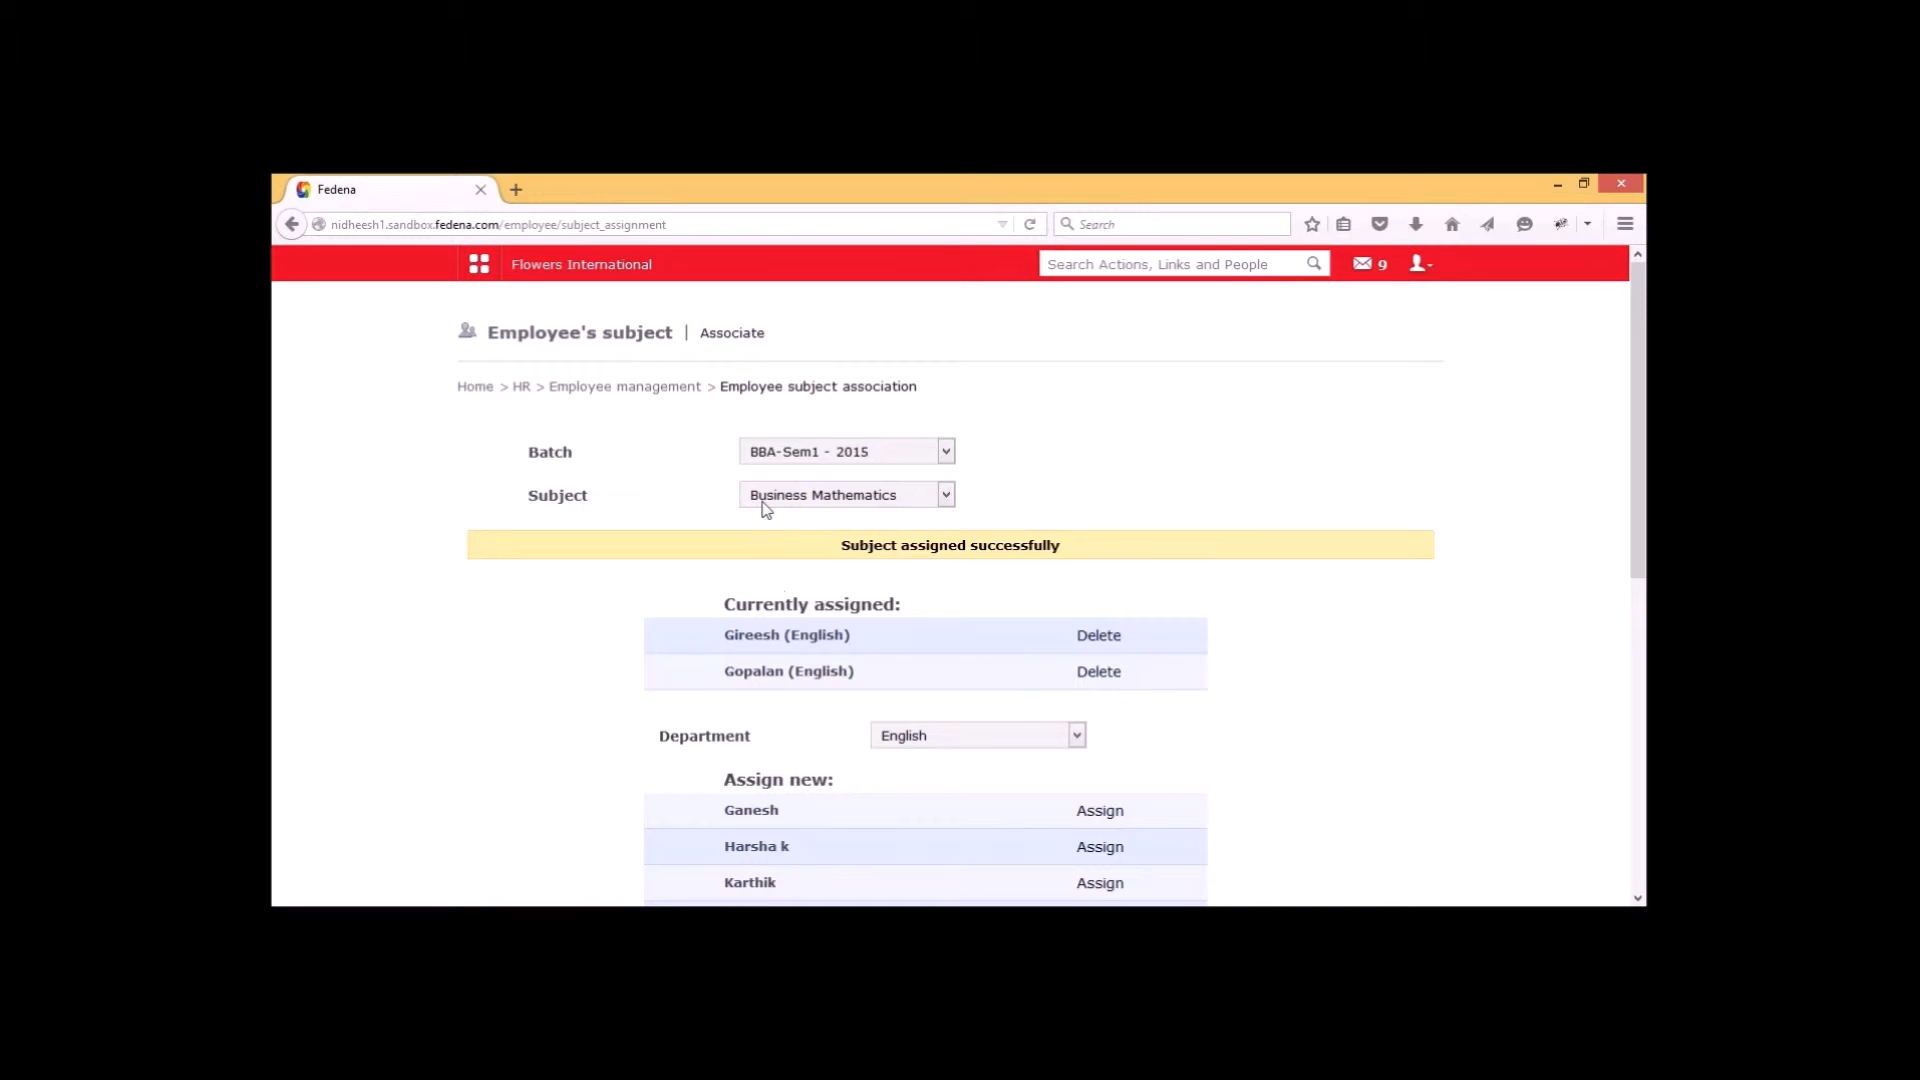 Fedena
nidheesh1.sandbox.fedena.com/employee/subject_assignment
Search
Flowers International
Search Actions, Links and People
9
Employee's subject | Associate
Home > HR > Employee management > Employee subject association
Batch BBA-Sem1 - 2015
Subject Business Mathematics
Subject assigned successfully
Currently assigned:
Gireesh (English) Delete
Gopalan (English) Delete
Department English
Assign new:
Ganesh Assign
Harsha k Assign
Karthik Assign